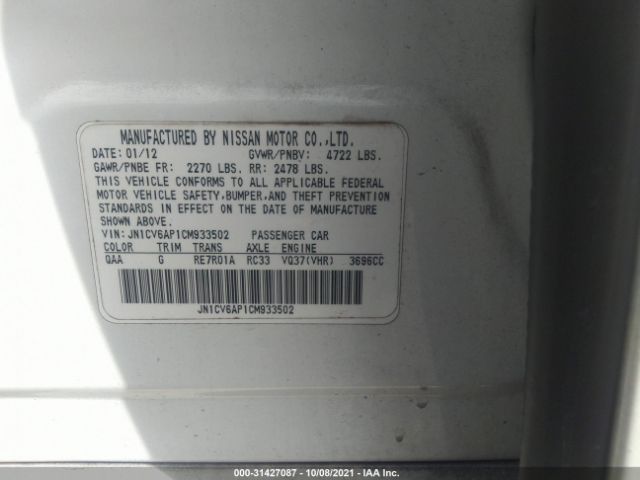 MANUFACTURED BY NISSAN MOTOR CO.,LTD.
DATE: 01/12 GVWR/PNBV: 4722 LBS.
GAWR/PNBE FR: 2270 LBS. RR: 2478 LBS.
THIS VEHICLE CONFORMS TO ALL APPLICABLE FEDERAL
MOTOR VEHICLE SAFETY,BUMPER,AND THEFT PREVENTION
STANDARDS IN EFFECT ON THE DATE OF MANUFACTURE
SHOWN ABOVE.
VIN: JN1CV6AP1CM933502 PASSENGER CAR
COLOR TRIM TRANS AXLE ENGINE
QAA G RE7R01A RC33 VQ37(VHR) 3696CC
JN1CV6AP1CM933502
000-31427087 - 10/08/2021 - IAA Inc.